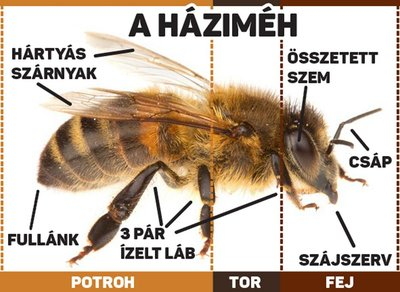 A HÁZIMÉH
HÁRTYÁS
SZÁRNYAK
ÖSSZETETT
SZEM
CSÁP
FULLÁNK
3 PÁR
ÍZELT LÁB
SZÁJSZERV
POTROH
TOR
FEJ